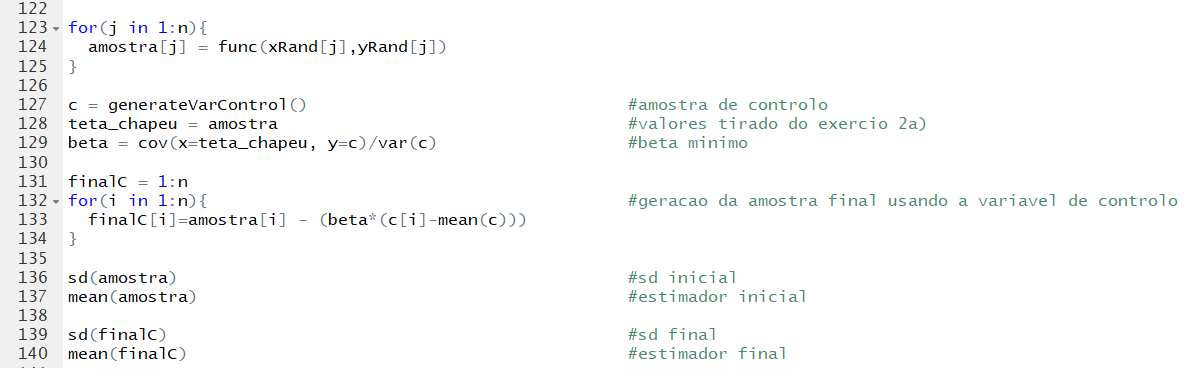 122
123 for(j in 1:n){
124   amostra[j] = func(xRand[j],yRand[j])
125 }
126
127 c = generateVarControl() #amostra de controlo
128 teta_chapeu = amostra #valores tirado do exercio 2a)
129 beta = cov(x=teta_chapeu, y=c)/var(c) #beta minimo
130
131 finalC = 1:n
132 for(i in 1:n){ #geracao da amostra final usando a variavel de controlo
133   finalC[i]=amostra[i] - (beta*(c[i]-mean(c)))
134 }
135
136 sd(amostra) #sd inicial
137 mean(amostra) #estimador inicial
138
139 sd(finalC) #sd final
140 mean(finalC) #estimador final